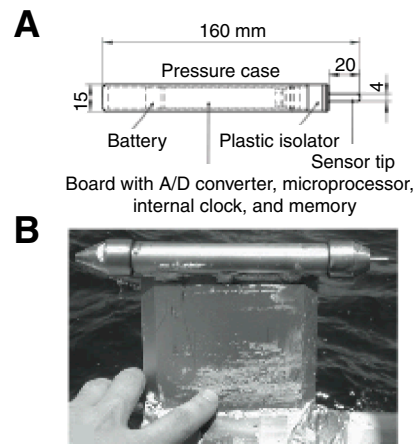 A
160 mm
20
Pressure case
4
15
Battery
Plastic isolator
Sensor tip
Board with A/D converter, microprocessor,
internal clock, and memory
B